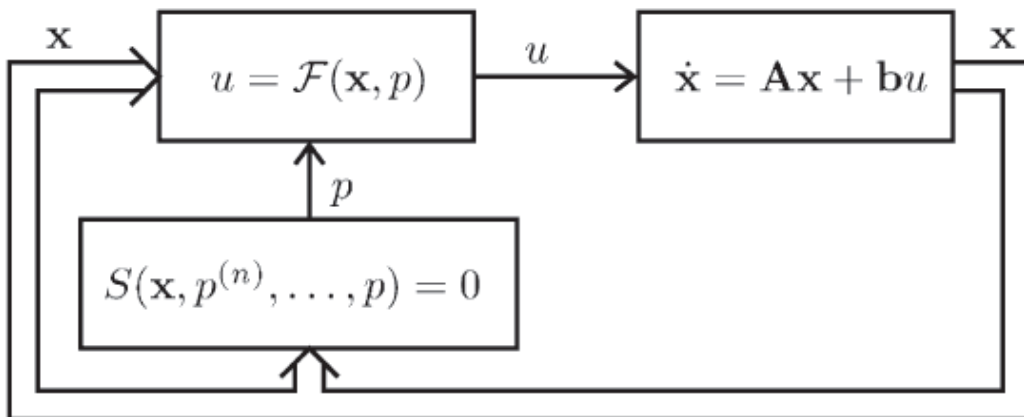 x
u = ℱ(x, p)
u
ẋ = Ax + bu
x
p
S(x, p⁽ⁿ⁾, . . . , p) = 0